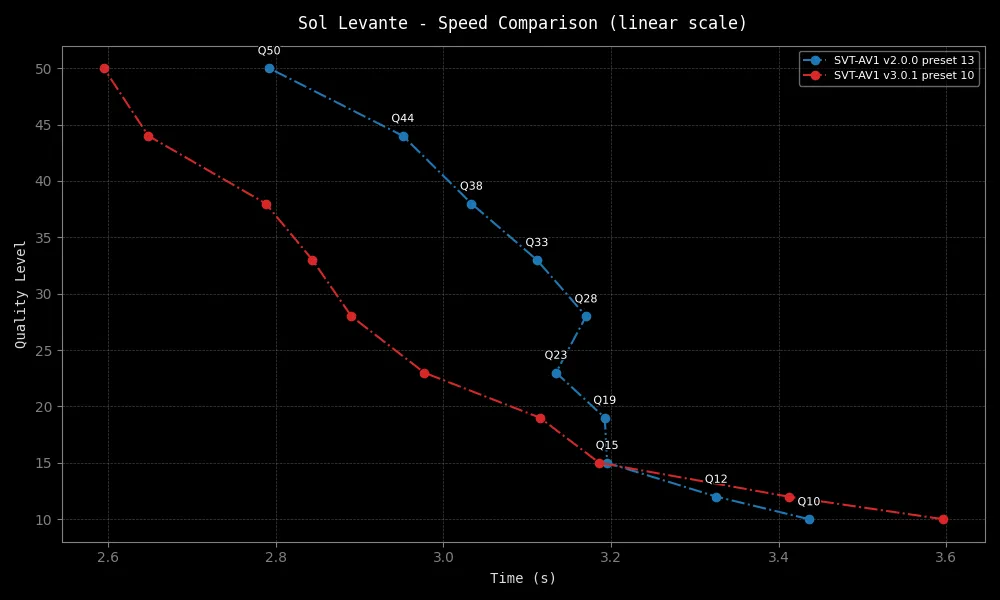 Sol Levante - Speed Comparison (linear scale)
SVT-AV1 v2.0.0 preset 13
SVT-AV1 v3.0.1 preset 10
Quality Level
50
45
40
35
30
25
20
15
10
Q50
Q44
Q38
Q33
Q28
Q23
Q19
Q15
Q12
Q10
2.6
2.8
3.0
3.2
3.4
3.6
Time (s)